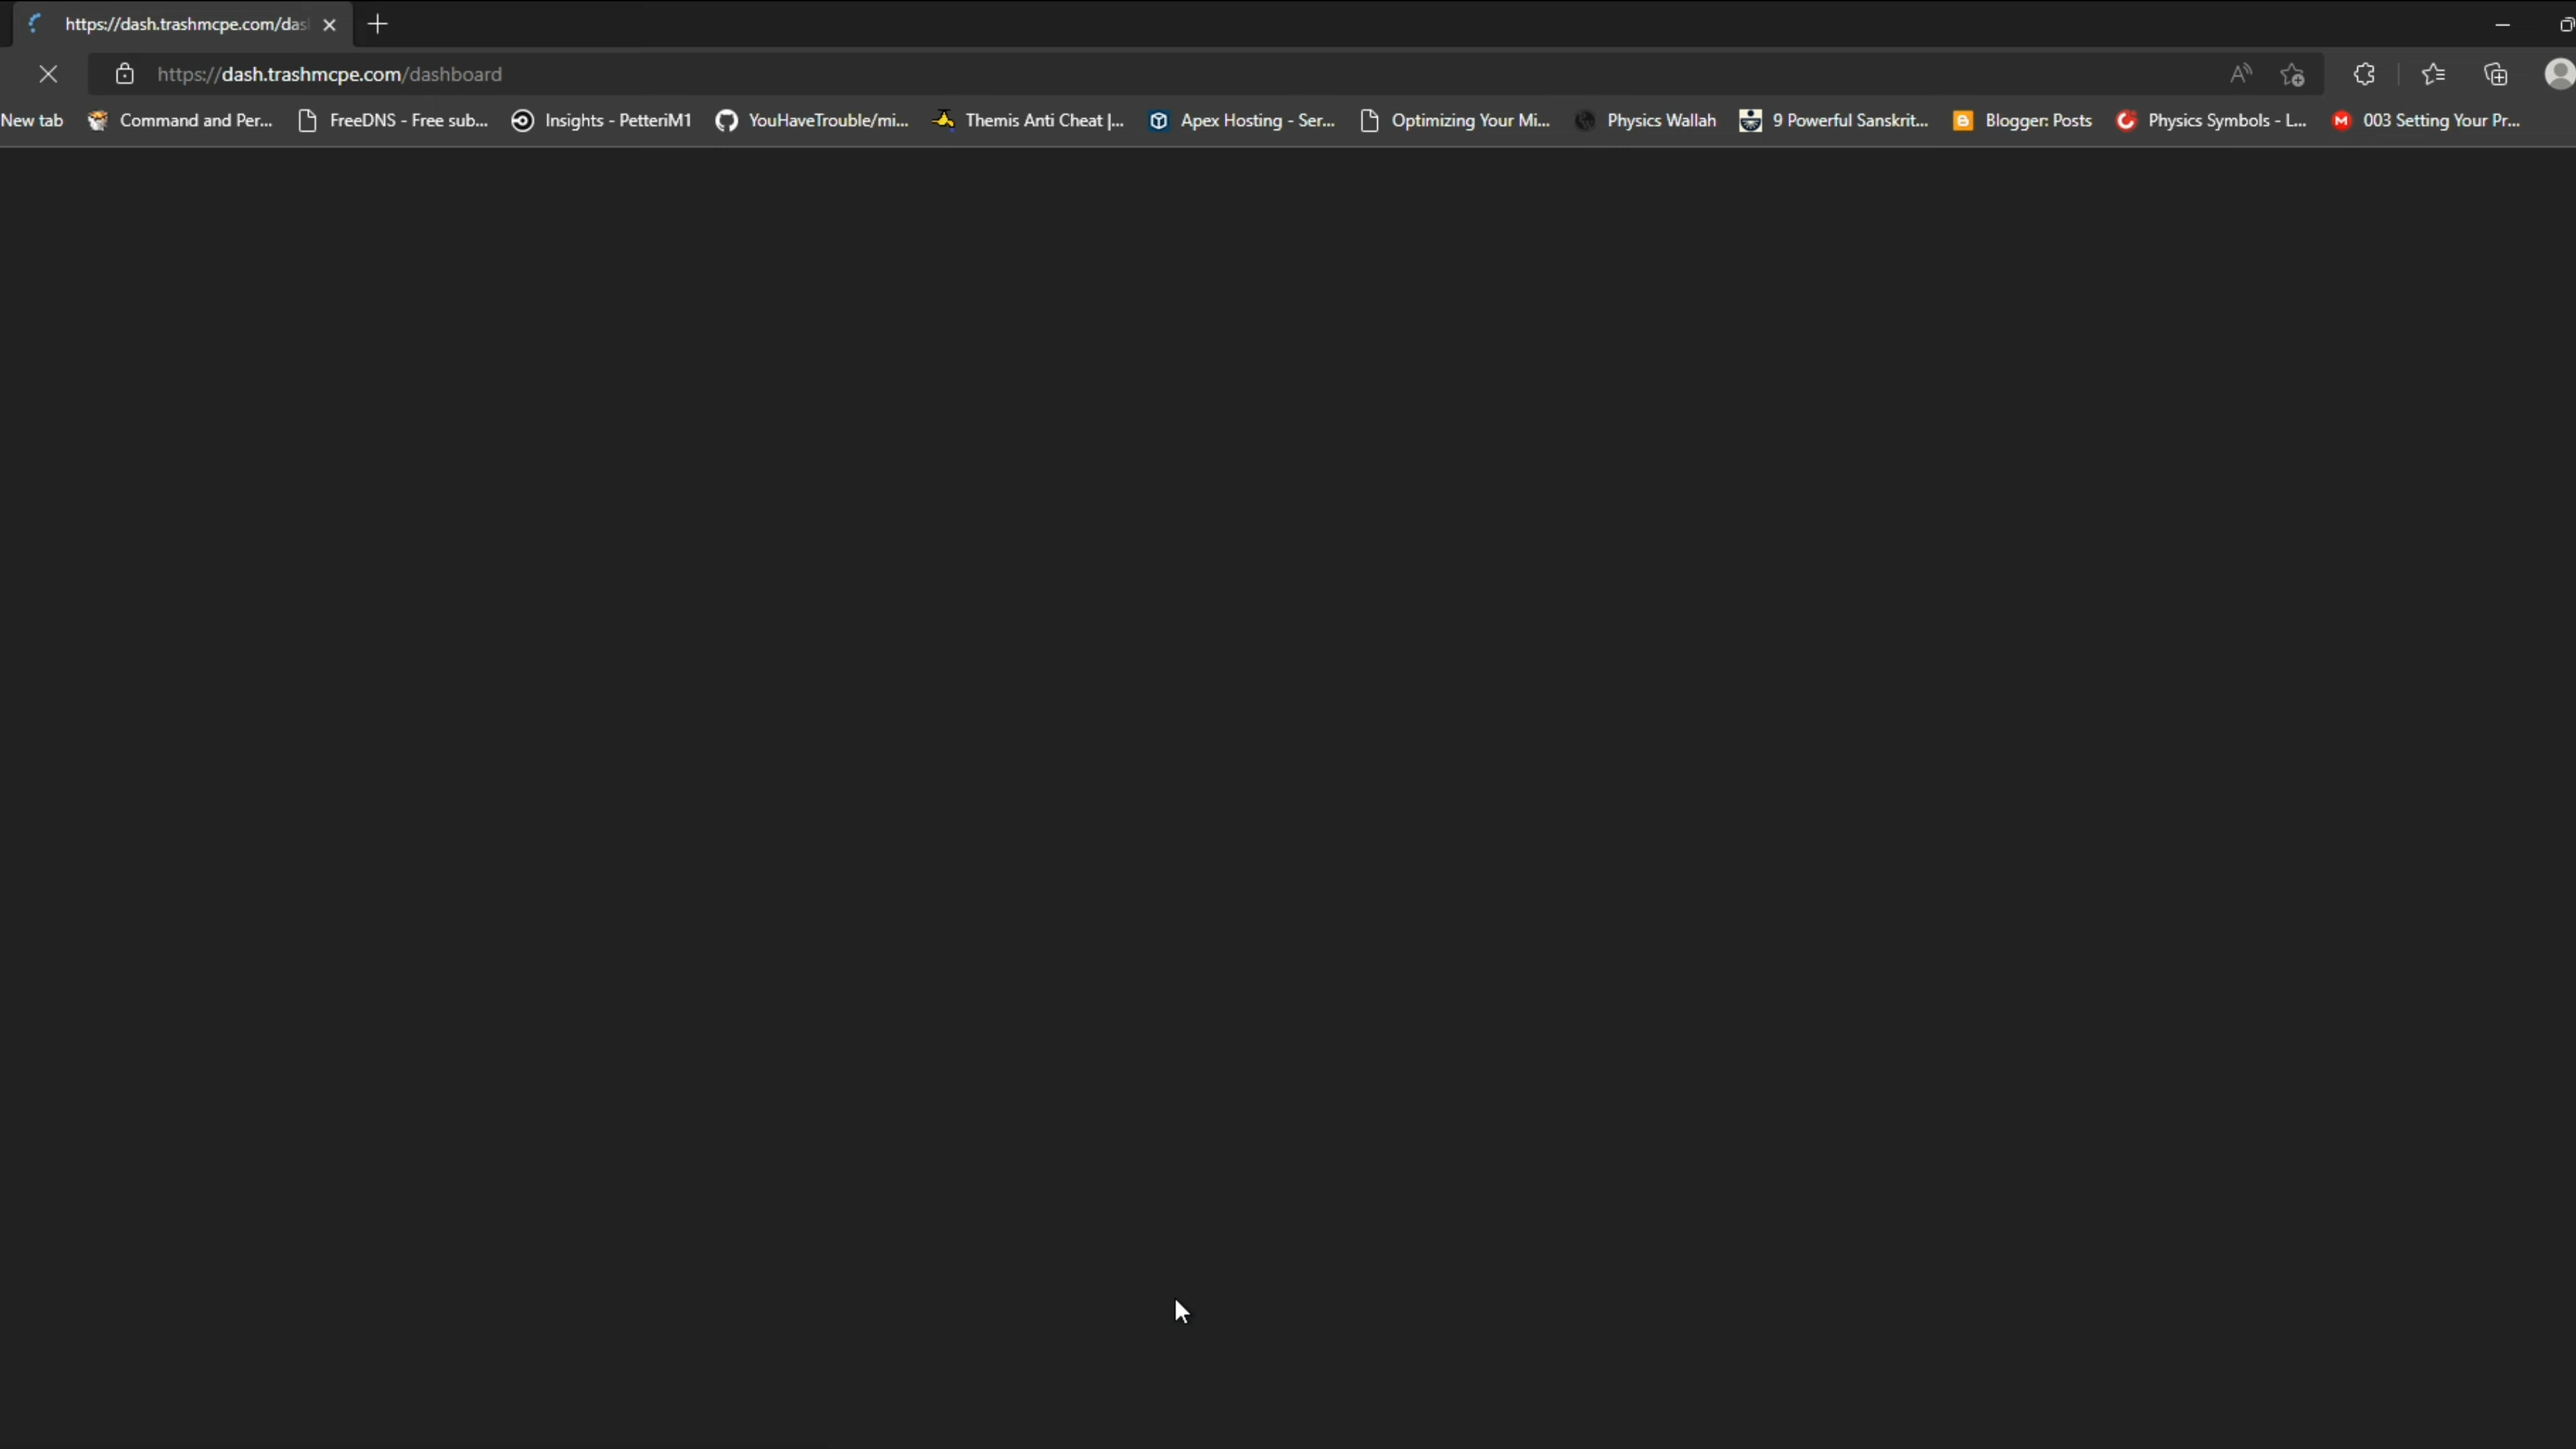 https://dash.trashmcpe.com/das
https://dash.trashmcpe.com/dashboard
New tab Command and Per... FreeDNS - Free sub... Insights - PetteriM1 YouHaveTrouble/mi... Themis Anti Cheat |... Apex Hosting - Ser... Optimizing Your Mi... Physics Wallah 9 Powerful Sanskrit... Blogger: Posts Physics Symbols - L... 003 Setting Your Pr...